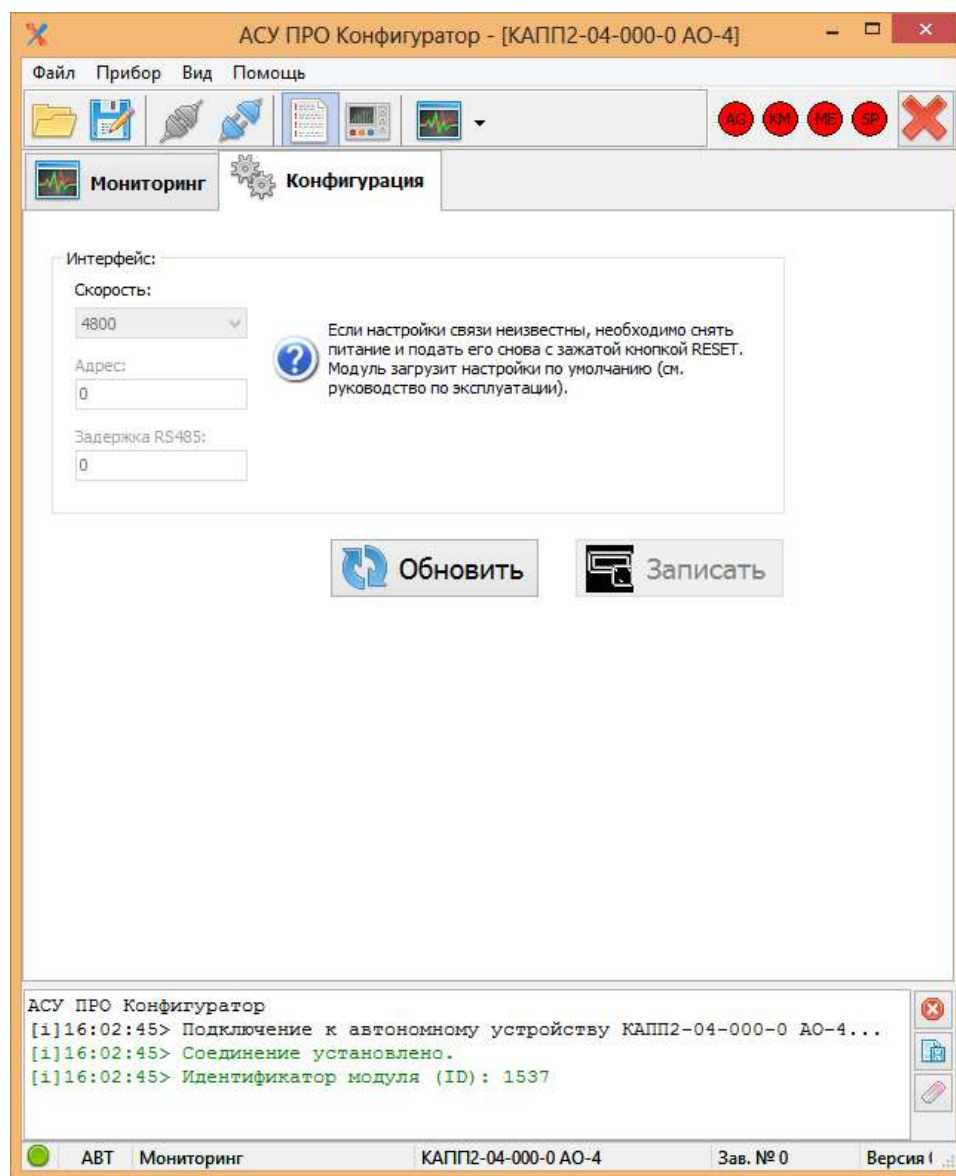 АСУ ПРО Конфигуратор - [КАПП2-04-000-0 АО-4]
Файл Прибор Вид Помощь
AG KM ME SP
Мониторинг Конфигурация
Интерфейс:
Скорость:
4800
Адрес:
0
Задержка RS485:
0
Если настройки связи неизвестны, необходимо снять
питание и подать его снова с зажатой кнопкой RESET.
Модуль загрузит настройки по умолчанию (см.
руководство по эксплуатации).
Обновить Записать
АСУ ПРО Конфигуратор
[i]16:02:45> Подключение к автономному устройству КАПП2-04-000-0 АО-4...
[i]16:02:45> Соединение установлено.
[i]16:02:45> Идентификатор модуля (ID): 1537
АВТ Мониторинг КАПП2-04-000-0 АО-4 Зав. № 0 Версия